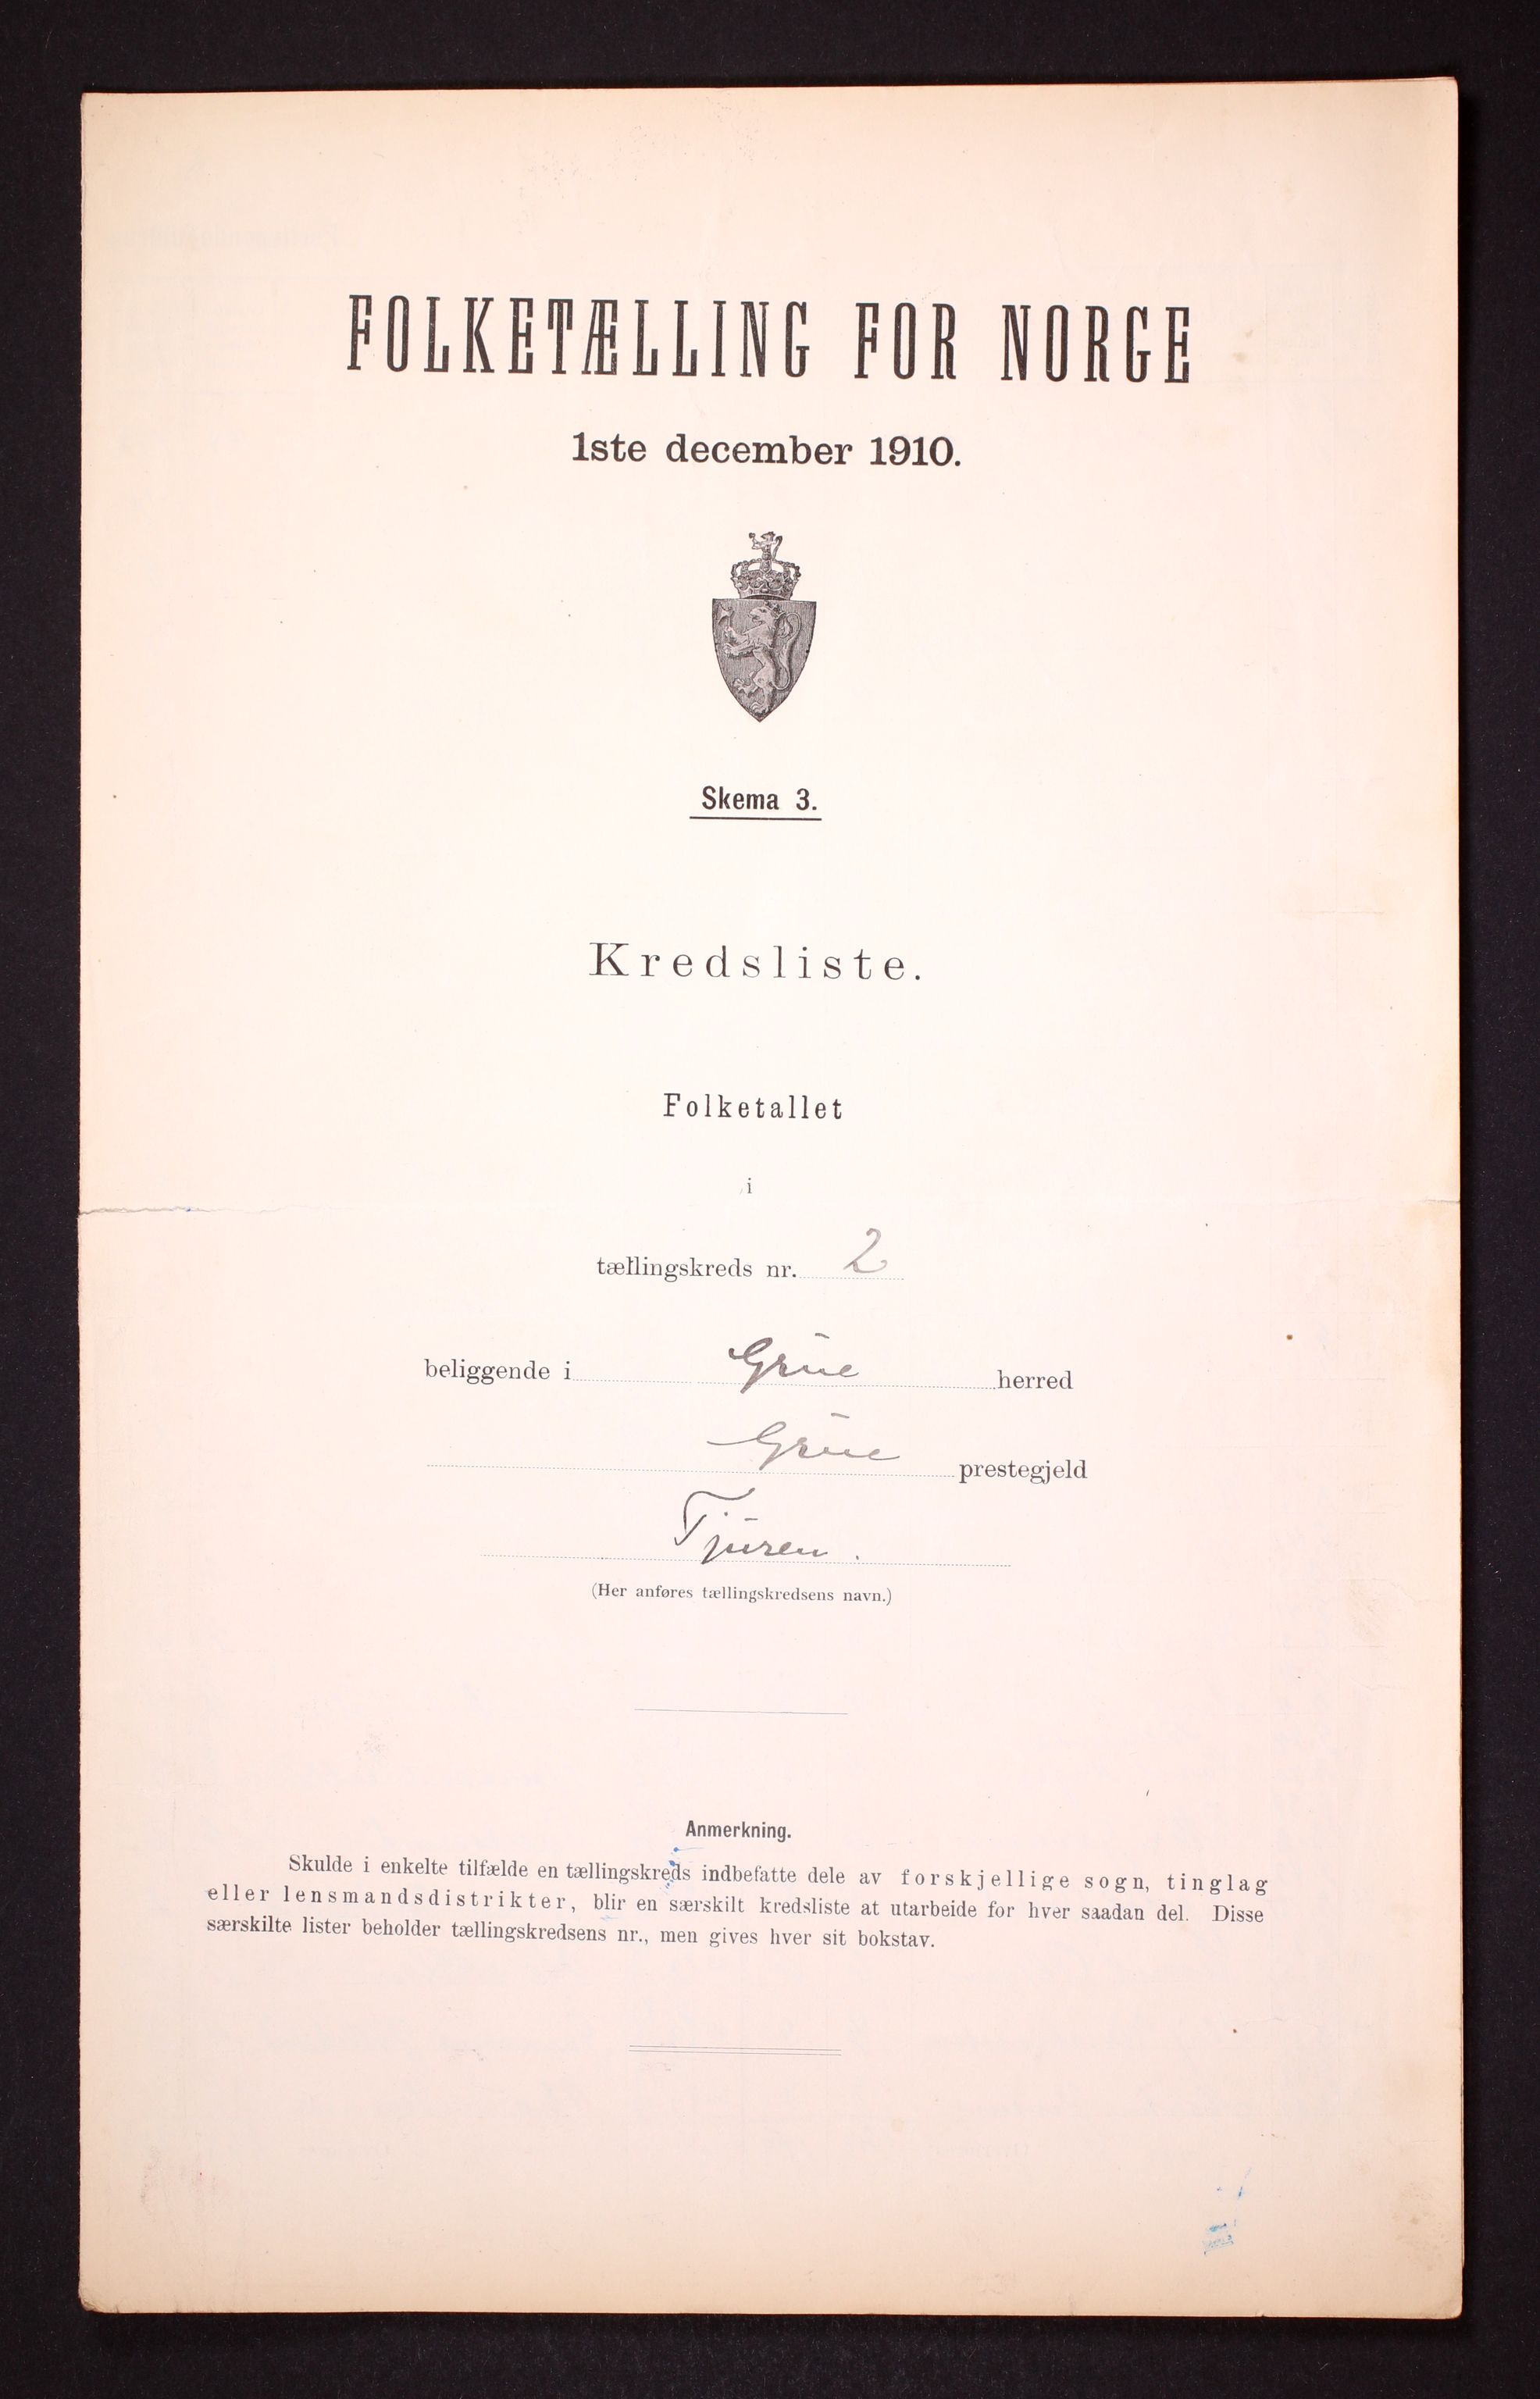 FOLKETÆLLING FOR NORGE
1ste december 1910.
Skema 3.
Kredsliste.
Folketallet
i
tællingskreds nr. 2
beliggende i Grue herred
Grue prestegjeld
Tjuren.
(Her anføres tællingskredsens navn.)
Anmerkning.
Skulde i enkelte tilfælde en tællingskreds indbefatte dele av forskjellige sogn, tinglag
eller lensmandsdistrikter, blir en særskilt kredsliste at utarbeide for hver saadan del. Disse
særskilte lister beholder tællingskredsens nr., men gives hver sit bokstav.